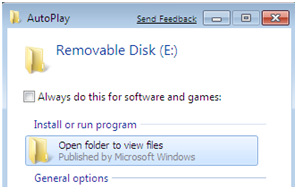 AutoPlay
Send Feedback
Removable Disk (E:)
Always do this for software and games:
Install or run program
Open folder to view files
Published by Microsoft Windows
General options